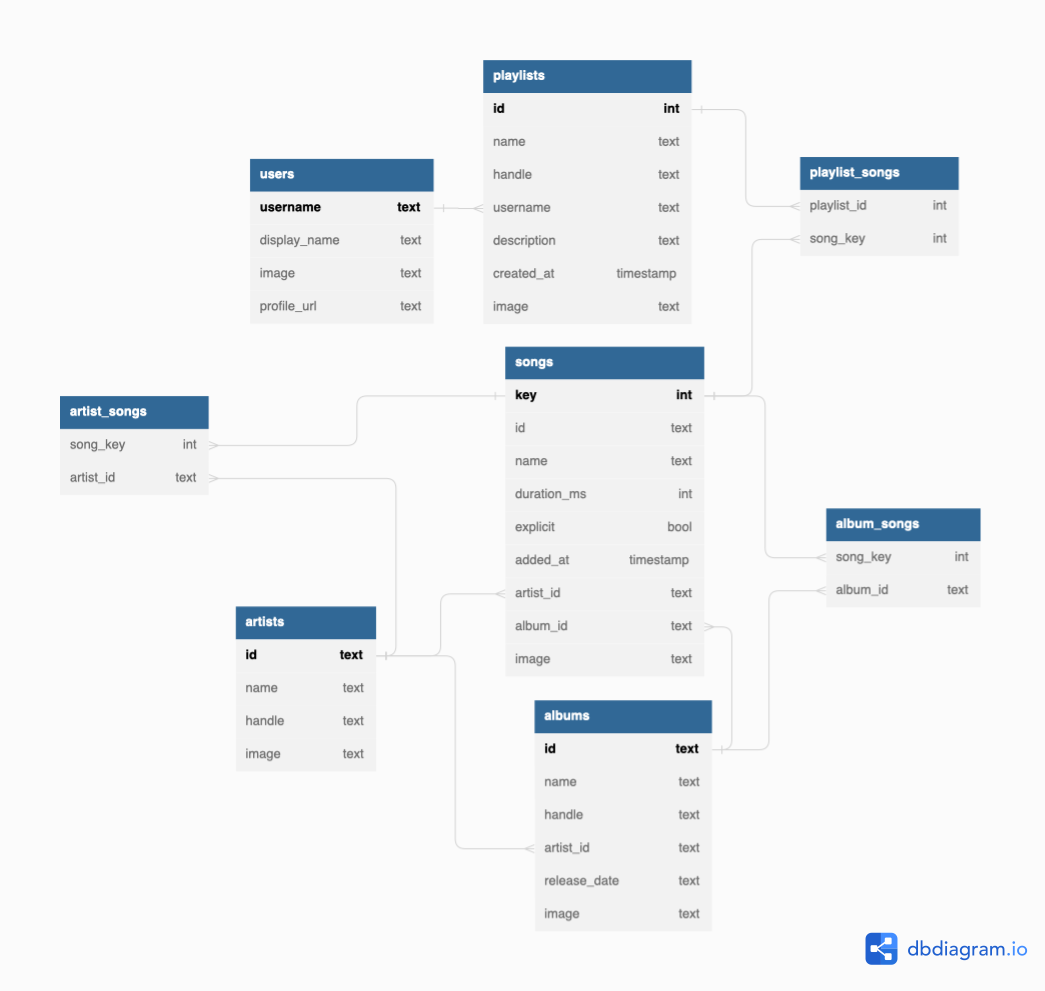 playlists
id int
name text
handle text
username text
description text
created_at timestamp
image text
users
username text
display_name text
image text
profile_url text
playlist_songs
playlist_id int
song_key int
songs
key int
id text
name text
duration_ms int
explicit bool
added_at timestamp
artist_id text
album_id text
image text
artist_songs
song_key int
artist_id text
album_songs
song_key int
album_id text
artists
id text
name text
handle text
image text
albums
id text
name text
handle text
artist_id text
release_date text
image text
dbdiagram.io